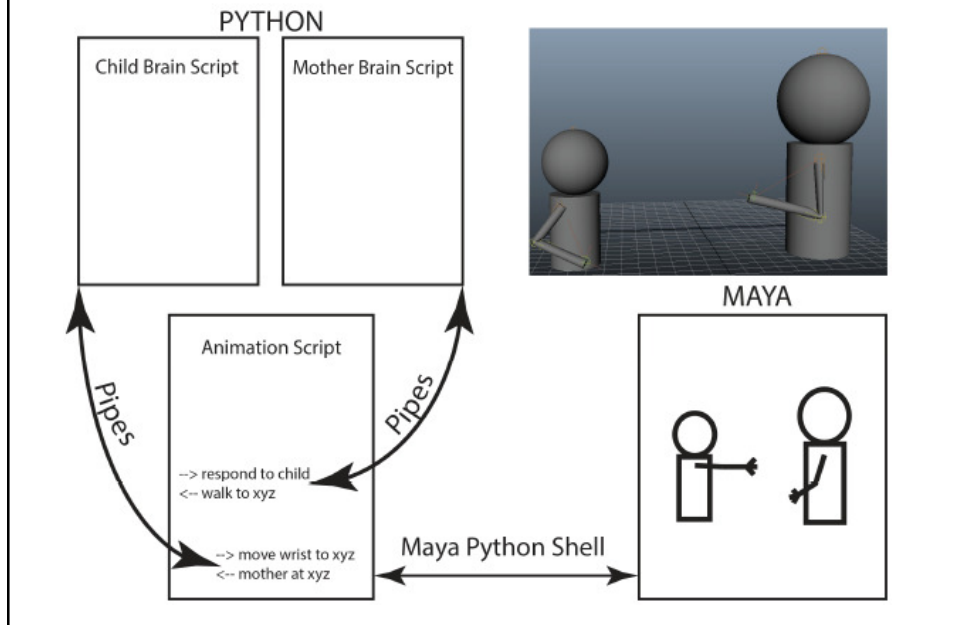 PYTHON
Child Brain Script
Mother Brain Script
MAYA
Animation Script
Pipes
Pipes
--> respond to child
<-- walk to xyz
--> move wrist to xyz
<-- mother at xyz
Maya Python Shell